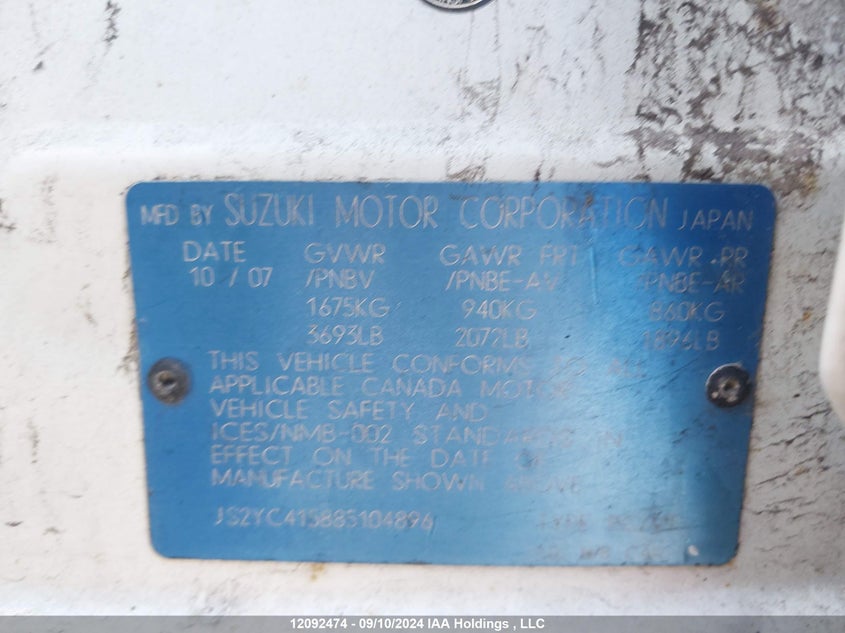 MFD BY SUZUKI MOTOR CORPORATION JAPAN
DATE GVWR GAWR FRT GAWR RR
10 / 07 /PNBV /PNBE-AV /PNBE-AR
1675KG 940KG 860KG
3693LB 2072LB 1896LB
THIS VEHICLE CONFORMS TO ALL
APPLICABLE CANADA MOTOR
VEHICLE SAFETY AND
ICES/NMB-002 STANDARDS IN
EFFECT ON THE DATE OF
MANUFACTURE SHOWN ABOVE
JS2YC415885104896
12092474 - 09/10/2024 IAA Holdings , LLC